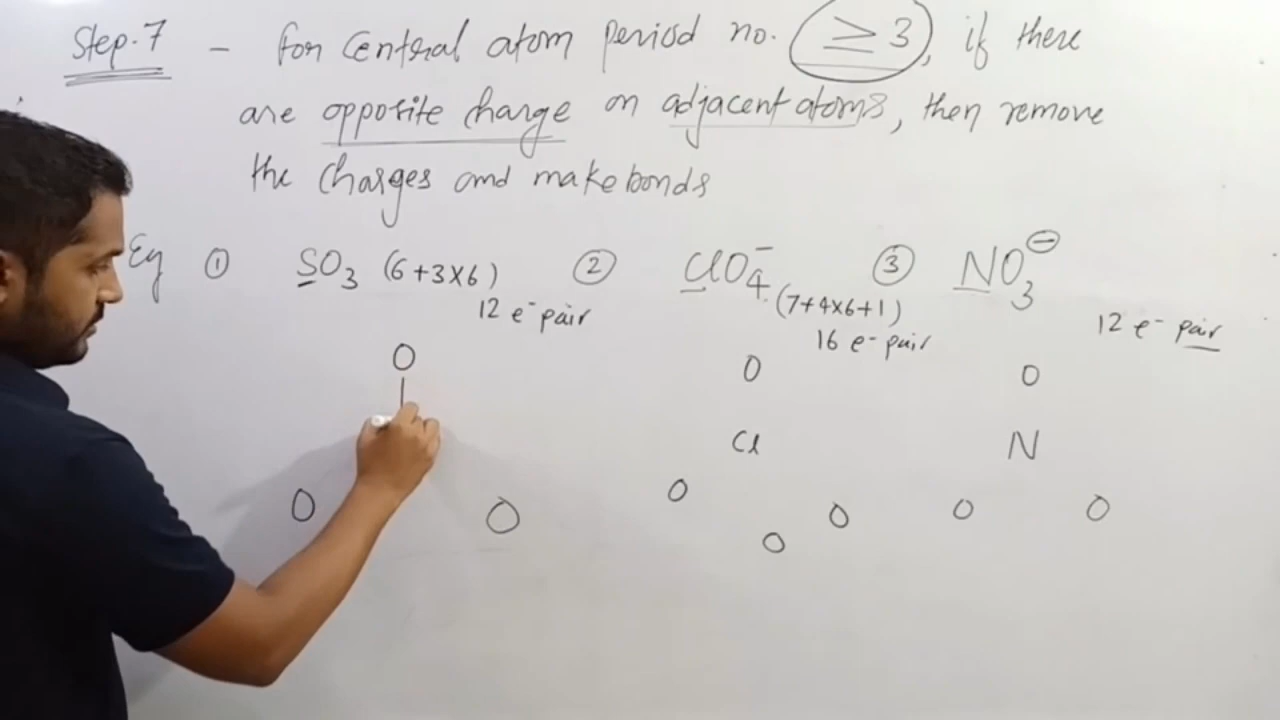 Step-7 - for central atom period no. ≥ 3, if there
are opposite charge on adjacent atoms, then remove
the charges and make bonds
Eg ① SO₃ (6+3×6) ② ClO₄⁻ (7+4×6+1) ③ NO₃⊖
12 e⁻ pair 16 e⁻ pair 12 e⁻ pair
O O O
Cl N
O O O O O O
O